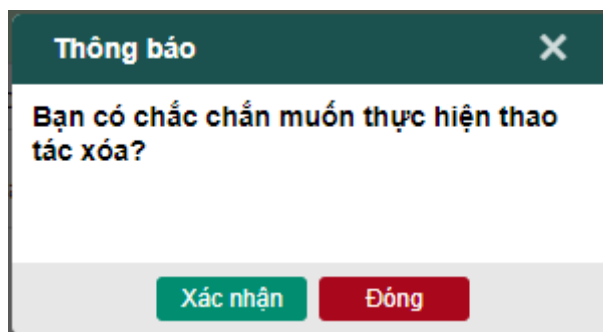 Thông báo
Bạn có chắc chắn muốn thực hiện thao
tác xóa?
Xác nhận Đóng